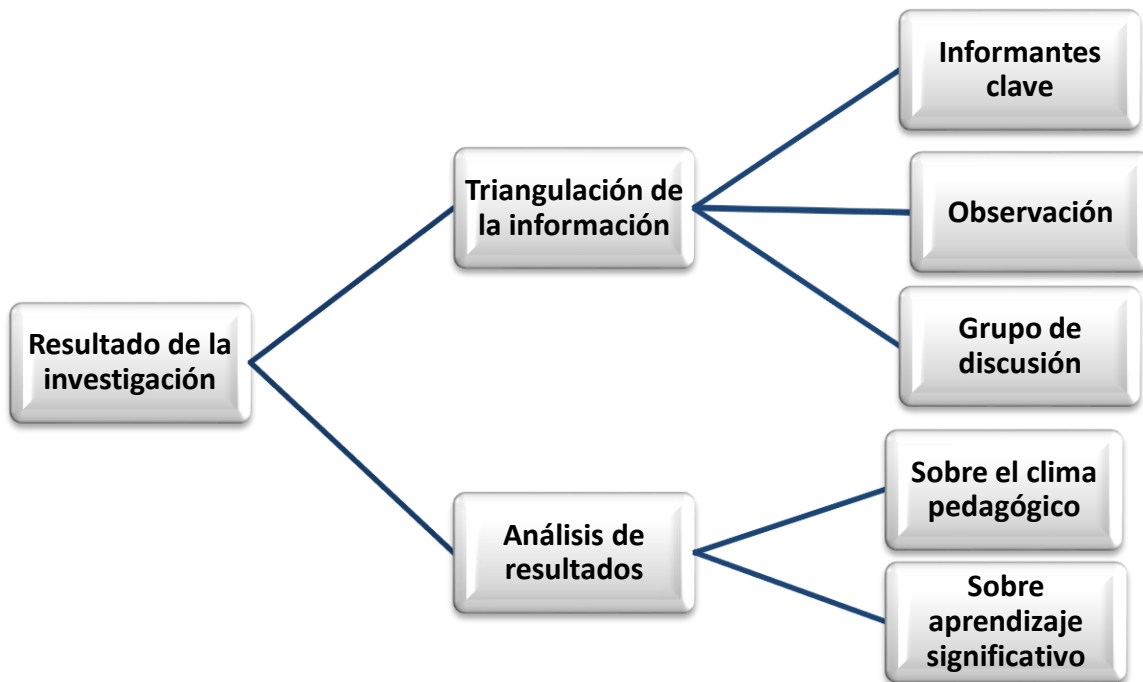 Resultado de la
investigación
Triangulación de
la información
Informantes
clave
Observación
Grupo de
discusión
Análisis de
resultados
Sobre el clima
pedagógico
Sobre
aprendizaje
significativo